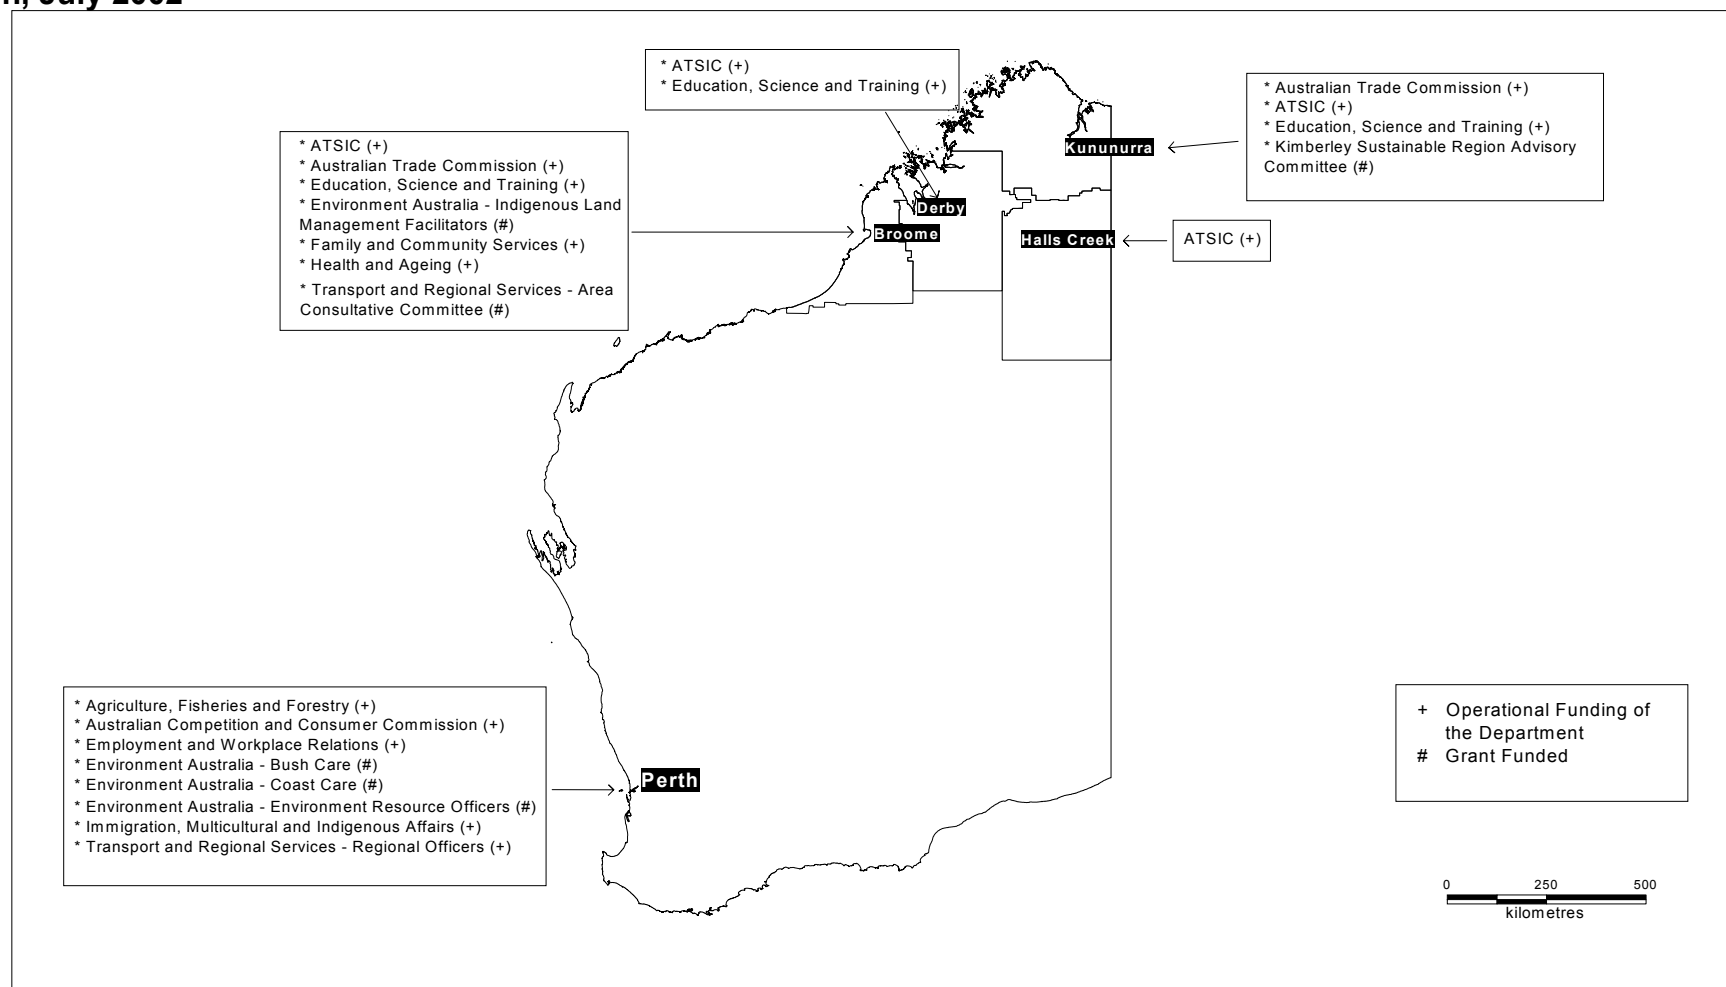 * ATSIC (+)
* Education, Science and Training (+)
* Australian Trade Commission (+)
* ATSIC (+)
* Education, Science and Training (+)
* Kimberley Sustainable Region Advisory
Committee (#)
* ATSIC (+)
* Australian Trade Commission (+)
* Education, Science and Training (+)
* Environment Australia - Indigenous Land
Management Facilitators (#)
* Family and Community Services (+)
* Health and Ageing (+)
* Transport and Regional Services - Area
Consultative Committee (#)
Kununurra
Derby
Broome
Halls Creek
ATSIC (+)
* Agriculture, Fisheries and Forestry (+)
* Australian Competition and Consumer Commission (+)
* Employment and Workplace Relations (+)
* Environment Australia - Bush Care (#)
* Environment Australia - Coast Care (#)
* Environment Australia - Environment Resource Officers (#)
* Immigration, Multicultural and Indigenous Affairs (+)
* Transport and Regional Services - Regional Officers (+)
Perth
+ Operational Funding of
the Department
# Grant Funded
0 250 500
kilometres